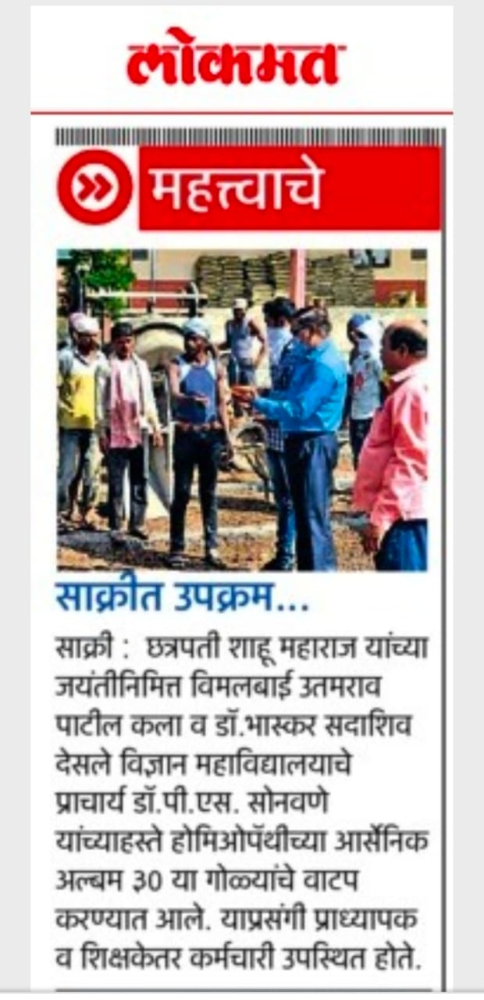 लोकमत
महत्त्वाचे
साक्रीत उपक्रम...
साक्री : छत्रपती शाहू महाराज यांच्या
जयंतीनिमित्त विमलबाई उतमराव
पाटील कला व डॉ.भास्कर सदाशिव
देसले विज्ञान महाविद्यालयाचे
प्राचार्य डॉ.पी.एस. सोनवणे
यांच्याहस्ते होमिओपॅथीच्या आर्सेनिक
अल्बम ३0 या गोळ्यांचे वाटप
करण्यात आले. याप्रसंगी प्राध्यापक
व शिक्षकेतर कर्मचारी उपस्थित होते.